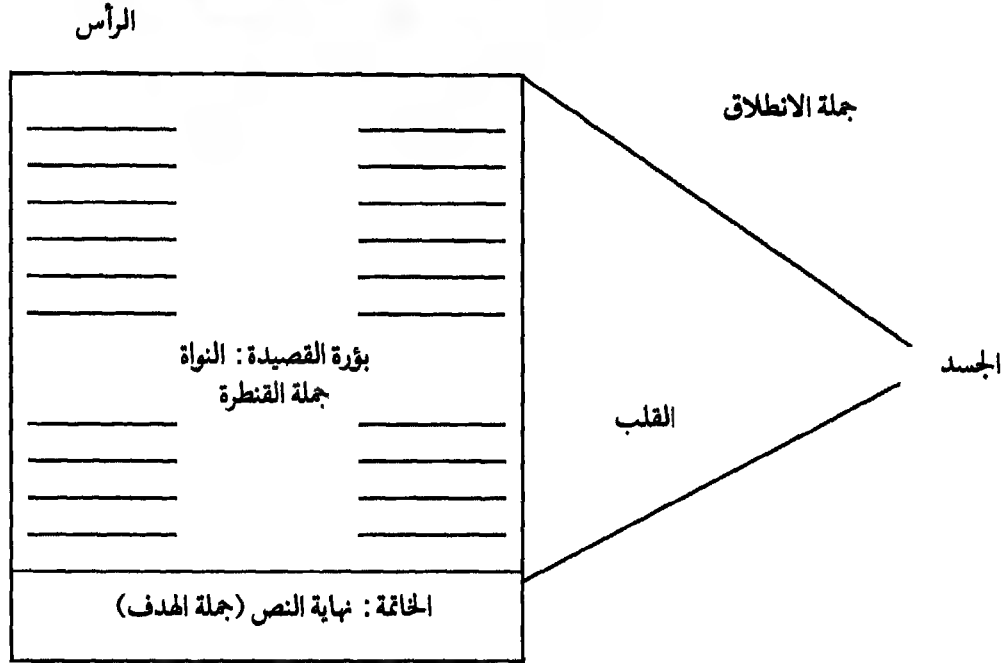 الرأس
جملة الانطلاق
بؤرة القصيدة: النواة
جملة القنطرة
الجسد
القلب
الخاتمة: نهاية النص (جملة الهدف)